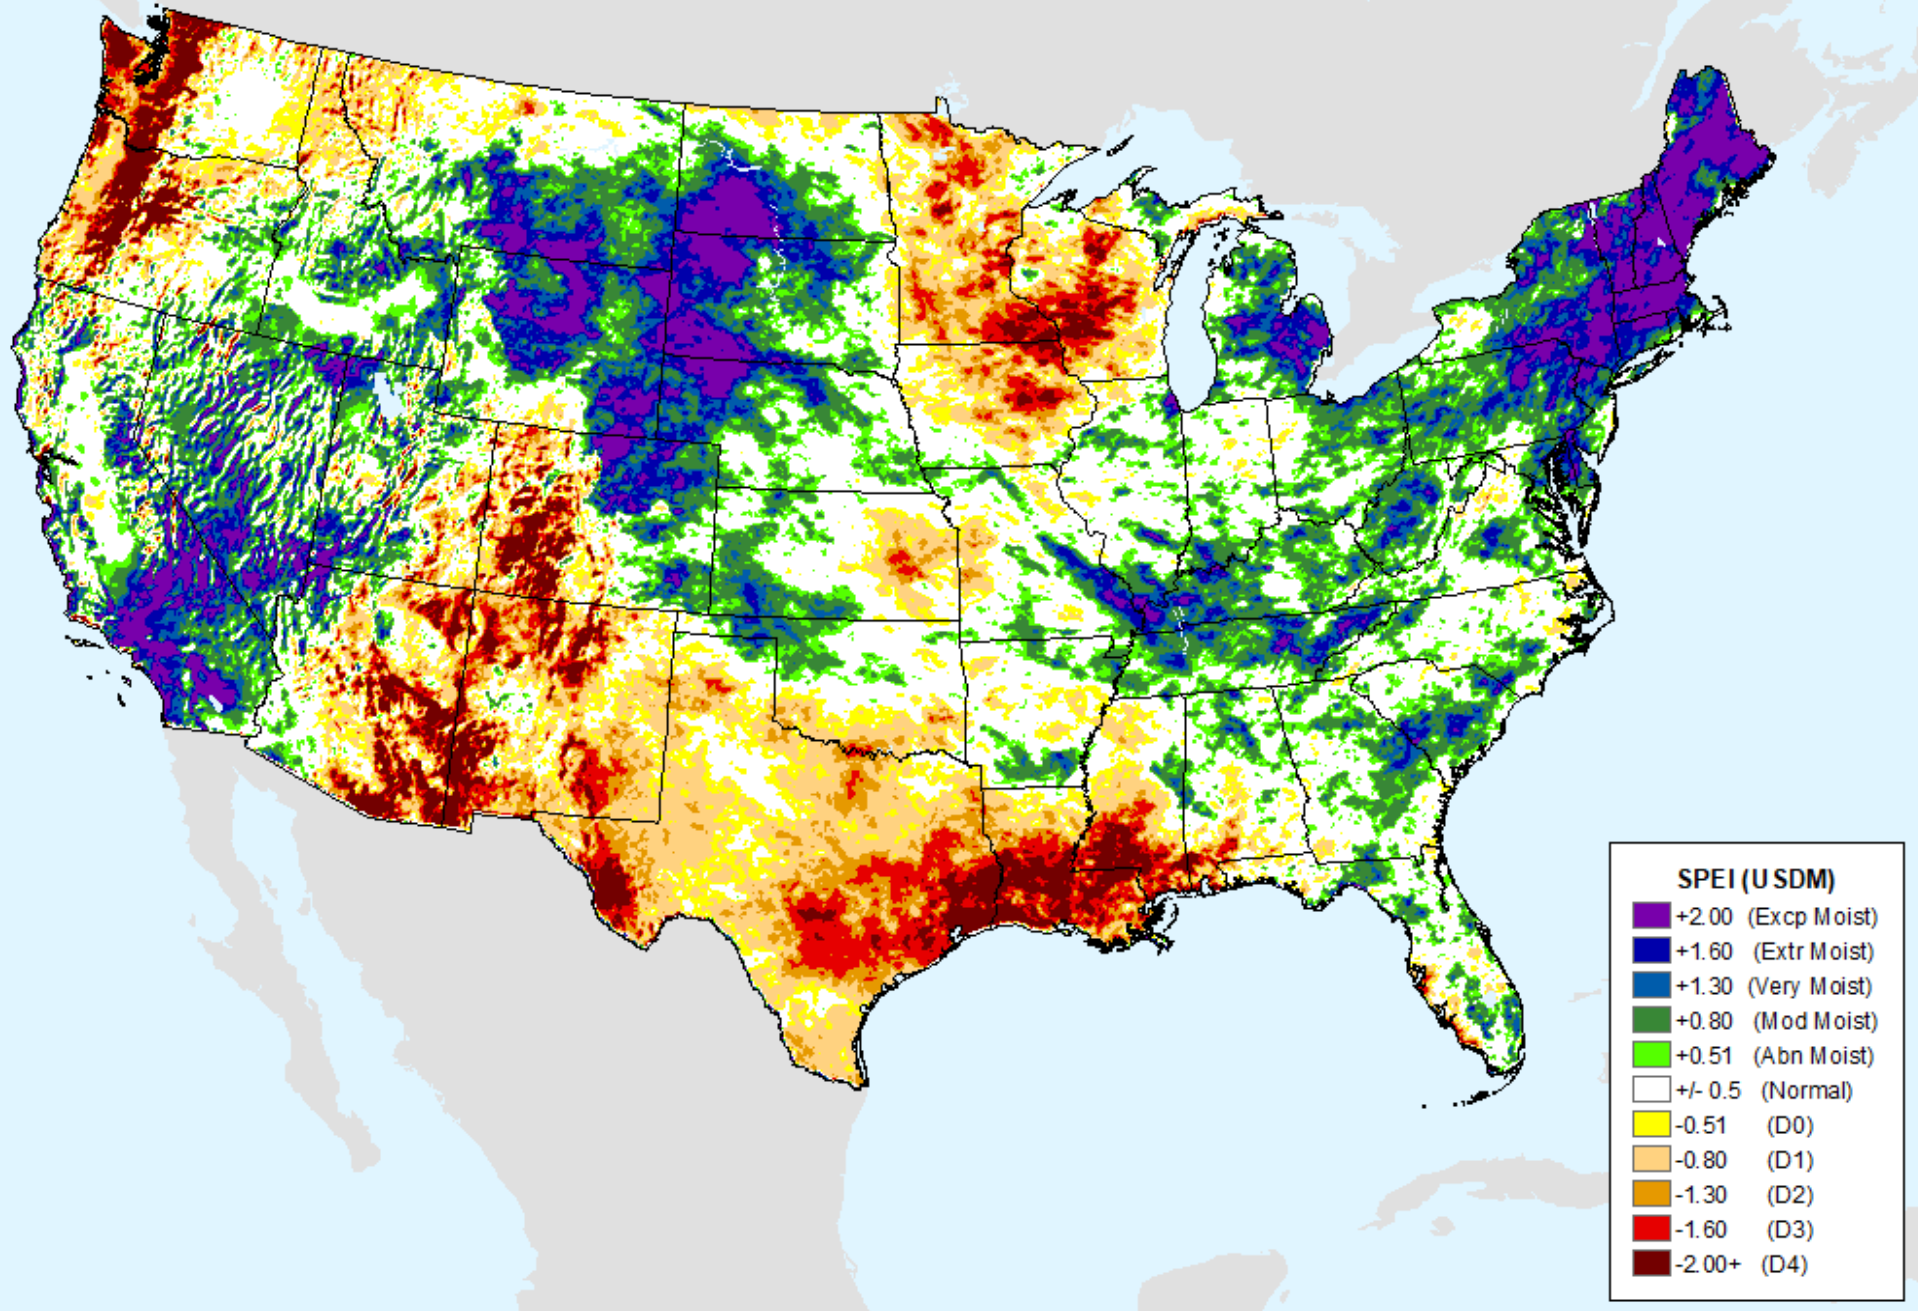 SPEI (USDM)
+2.00 (Excp Moist)
+1.60 (Extr Moist)
+1.30 (Very Moist)
+0.80 (Mod Moist)
+0.51 (Abn Moist)
+/- 0.5 (Normal)
-0.51 (D0)
-0.80 (D1)
-1.30 (D2)
-1.60 (D3)
-2.00+ (D4)